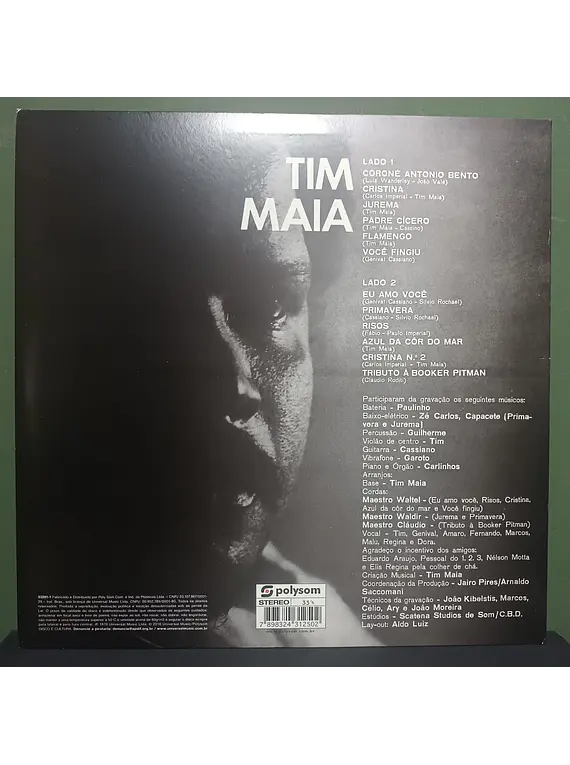 TIM
MAIA
LADO 1
CORONÉ ANTONIO BENTO
(Luiz Wanderley - João Vale)
CRISTINA
(Carlos Imperial - Tim Maia)
JUREMA
(Tim Maia)
PADRE CÍCERO
(Tim Maia - Cassiano)
FLAMENGO
(Tim Maia)
VOCÊ FINGIU
(Genival Cassiano)
LADO 2
EU AMO VOCÊ
(Genival Cassiano - Silvio Rochael)
PRIMAVERA
(Cassiano - Silvio Rochael)
RISOS
(Fábio - Paulo Imperial)
AZUL DA CÔR DO MAR
(Tim Maia)
CRISTINA N.º 2
(Carlos Imperial - Tim Maia)
TRIBUTO À BOOKER PITMAN
(Claudio Roditi)
Participaram da gravação os seguintes músicos:
Bateria - Paulinho
Baixo-elétrico - Zé Carlos, Capacete (Prima-
vera e Jurema)
Percussão - Guilherme
Violão de centro - Tim
Guitarra - Cassiano
Vibrafone - Garoto
Piano e Órgão - Carlinhos
Arranjos:
Base - Tim Maia
Cordas:
Maestro Waltel - (Eu amo você, Risos, Cristina,
Azul da côr do mar e Você fingiu)
Maestro Waldir - (Jurema e Primavera)
Maestro Cláudio - (Tributo à Booker Pitman)
Vocal - Tim, Genival, Amaro, Fernando, Marcos,
Malu, Regina e Dora.
Agradeço o incentivo dos amigos:
Eduardo Araujo, Pessoal do 1, 2, 3, Nélson Motta
e Elis Regina pela colher de chá.
Criação Musical - Tim Maia
Coordenação de Produção - Jairo Pires/Arnaldo
Saccomani
Técnicos da gravação - João Kibelstis, Marcos,
Célio, Ary e João Moreira
Estúdios - Scatena Studios de Som/C.B.D.
Lay-out: Aldo Luiz
polysom
STEREO 33⅓
7 898324 312502